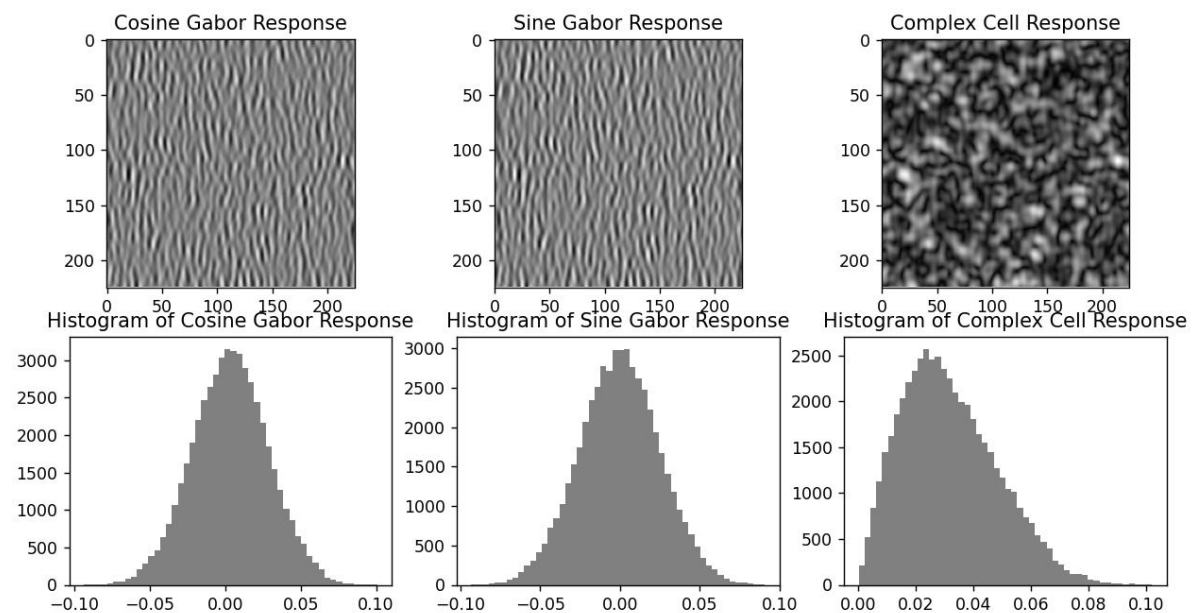 Cosine Gabor Response
Sine Gabor Response
Complex Cell Response
0
50
100
150
200
0 50 100 150 200
0
50
100
150
200
0 50 100 150 200
0
50
100
150
200
0 50 100 150 200
Histogram of Cosine Gabor Response
Histogram of Sine Gabor Response
Histogram of Complex Cell Response
3000
2500
2000
1500
1000
500
0
−0.10 −0.05 0.00 0.05 0.10
3000
2500
2000
1500
1000
500
0
−0.10 −0.05 0.00 0.05 0.10
2500
2000
1500
1000
500
0
0.00 0.02 0.04 0.06 0.08 0.10